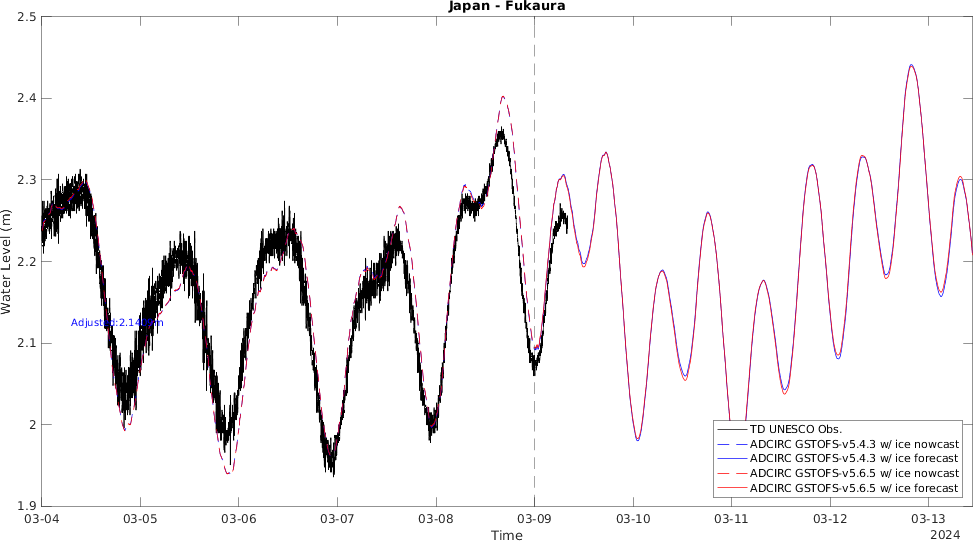 Japan - Fukaura
2.5
2.4
2.3
2.2
2.1
2
1.9
Water Level (m)
TD UNESCO Obs.
ADCIRC GSTOFS-v5.4.3 w/ ice nowcast
ADCIRC GSTOFS-v5.4.3 w/ ice forecast
ADCIRC GSTOFS-v5.6.5 w/ ice nowcast
ADCIRC GSTOFS-v5.6.5 w/ ice forecast
03-04 03-05 03-06 03-07 03-08 03-09 03-10 03-11 03-12 03-13
Time
2024